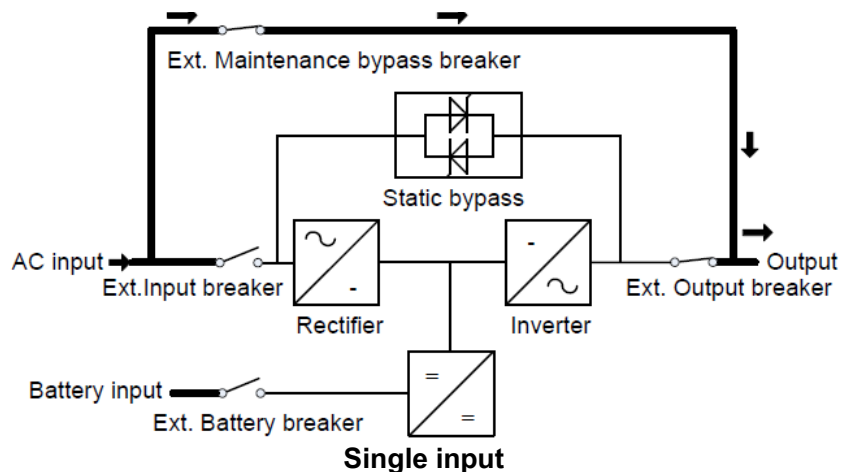 Ext. Maintenance bypass breaker
Static bypass
AC input
Output
Ext.Input breaker
Ext. Output breaker
-
-
Rectifier
Inverter
=
=
Battery input
Ext. Battery breaker
Single input